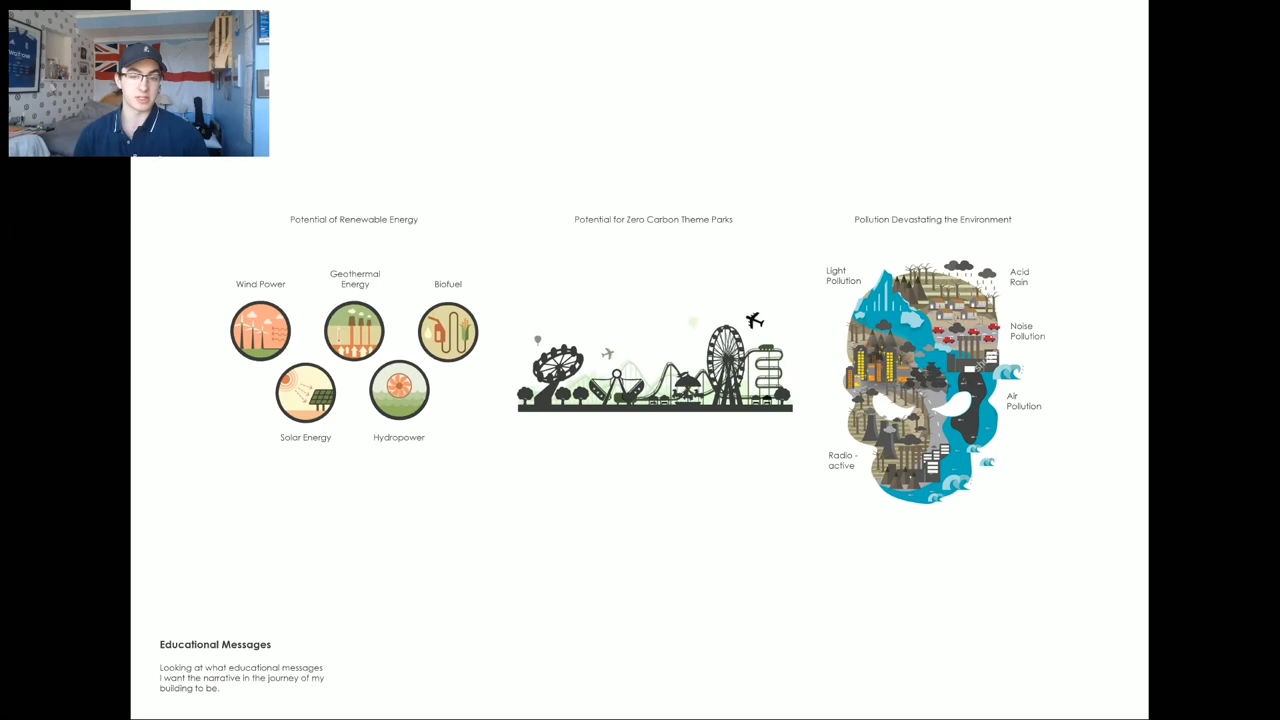 Potential of Renewable Energy
Wind Power
Geothermal
Energy
Biofuel
Solar Energy
Hydropower
Potential for Zero Carbon Theme Parks
Pollution Devastating the Environment
Light
Pollution
Acid
Rain
Noise
Pollution
Air
Pollution
Radio -
active
Educational Messages
Looking at what educational messages
I want the narrative in the journey of my
building to be.